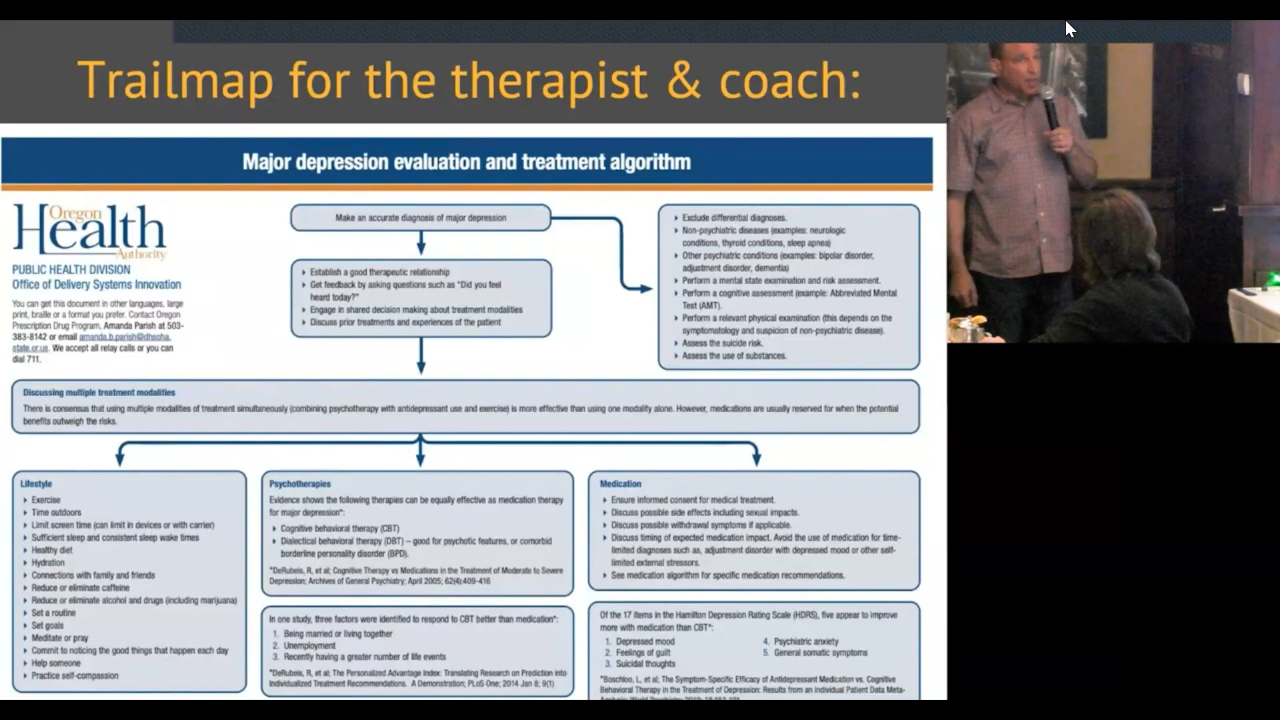 Trailmap for the therapist & coach:
Major depression evaluation and treatment algorithm
Oregon
Health
Authority
PUBLIC HEALTH DIVISION
Office of Delivery Systems Innovation
You can get this document in other languages, large
print, braille or a format you prefer. Contact Oregon
Prescription Drug Program, Amanda Parish at 503-
383-8142 or email amanda.b.parish@dhsoha.
state.or.us. We accept all relay calls or you can
dial 711.
Make an accurate diagnosis of major depression
Establish a good therapeutic relationship
Get feedback by asking questions such as "Did you feel
heard today?"
Engage in shared decision making about treatment modalities
Discuss prior treatments and experiences of the patient
Exclude differential diagnoses.
Non-psychiatric diseases (examples: neurologic
conditions, thyroid conditions, sleep apnea)
Other psychiatric conditions (examples: bipolar disorder,
adjustment disorder, dementia)
Perform a mental state examination and risk assessment.
Perform a cognitive assessment (example: Abbreviated Mental
Test (AMT).
Perform a relevant physical examination (this depends on the
symptomatology and suspicion of non-psychiatric disease).
Assess the suicide risk.
Assess the use of substances.
Discussing multiple treatment modalities
There is consensus that using multiple modalities of treatment simultaneously (combining psychotherapy with antidepressant use and exercise) is more effective than using one modality alone. However, medications are usually reserved for when the potential
benefits outweigh the risks.
Lifestyle
Exercise
Time outdoors
Limit screen time (can limit in devices or with carrier)
Sufficient sleep and consistent sleep wake times
Healthy diet
Hydration
Connections with family and friends
Reduce or eliminate caffeine
Reduce or eliminate alcohol and drugs (including marijuana)
Set a routine
Set goals
Meditate or pray
Commit to noticing the good things that happen each day
Help someone
Practice self-compassion
Psychotherapies
Evidence shows the following therapies can be equally effective as medication therapy
for major depression*:
Cognitive behavioral therapy (CBT)
Dialectical behavioral therapy (DBT) – good for psychotic features, or comorbid
borderline personality disorder (BPD).
*DeRubeis, R, et al; Cognitive Therapy vs Medications in the Treatment of Moderate to Severe
Depression; Archives of General Psychiatry; April 2005; 62(4):409-416
In one study, three factors were identified to respond to CBT better than medication*:
1. Being married or living together
2. Unemployment
3. Recently having a greater number of life events
*DeRubeis, R, et al; The Personalized Advantage Index: Translating Research on Prediction into
Individualized Treatment Recommendations. A Demonstration; PLoS One; 2014 Jan 8; 9(1)
Medication
Ensure informed consent for medical treatment.
Discuss possible side effects including sexual impacts.
Discuss possible withdrawal symptoms if applicable.
Discuss timing of expected medication impact. Avoid the use of medication for time-
limited diagnoses such as, adjustment disorder with depressed mood or other self-
limited external stressors.
See medication algorithm for specific medication recommendations.
Of the 17 items in the Hamilton Depression Rating Scale (HDRS), five appear to improve
more with medication than CBT*:
1. Depressed mood
2. Feelings of guilt
3. Suicidal thoughts
4. Psychiatric anxiety
5. General somatic symptoms
*Boschloo, L, et al; The Symptom-Specific Efficacy of Antidepressant Medication vs. Cognitive
Behavioral Therapy in the Treatment of Depression: Results from an Individual Patient Data Meta-